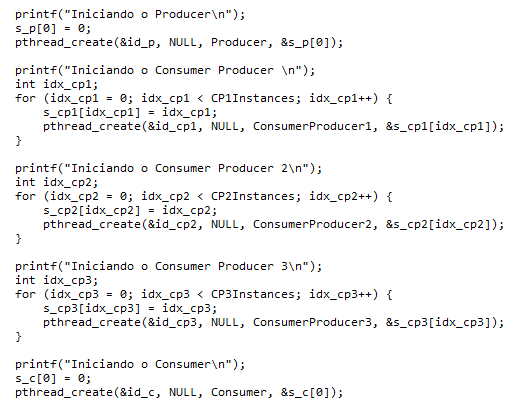 printf("Iniciando o Producer\n");
s_p[0] = 0;
pthread_create(&id_p, NULL, Producer, &s_p[0]);

printf("Iniciando o Consumer Producer \n");
int idx_cp1;
for (idx_cp1 = 0; idx_cp1 < CP1Instances; idx_cp1++) {
    s_cp1[idx_cp1] = idx_cp1;
    pthread_create(&id_cp1, NULL, ConsumerProducer1, &s_cp1[idx_cp1]);
}

printf("Iniciando o Consumer Producer 2\n");
int idx_cp2;
for (idx_cp2 = 0; idx_cp2 < CP2Instances; idx_cp2++) {
    s_cp2[idx_cp2] = idx_cp2;
    pthread_create(&id_cp2, NULL, ConsumerProducer2, &s_cp2[idx_cp2]);
}

printf("Iniciando o Consumer Producer 3\n");
int idx_cp3;
for (idx_cp3 = 0; idx_cp3 < CP3Instances; idx_cp3++) {
    s_cp3[idx_cp3] = idx_cp3;
    pthread_create(&id_cp3, NULL, ConsumerProducer3, &s_cp3[idx_cp3]);
}

printf("Iniciando o Consumer\n");
s_c[0] = 0;
pthread_create(&id_c, NULL, Consumer, &s_c[0]);